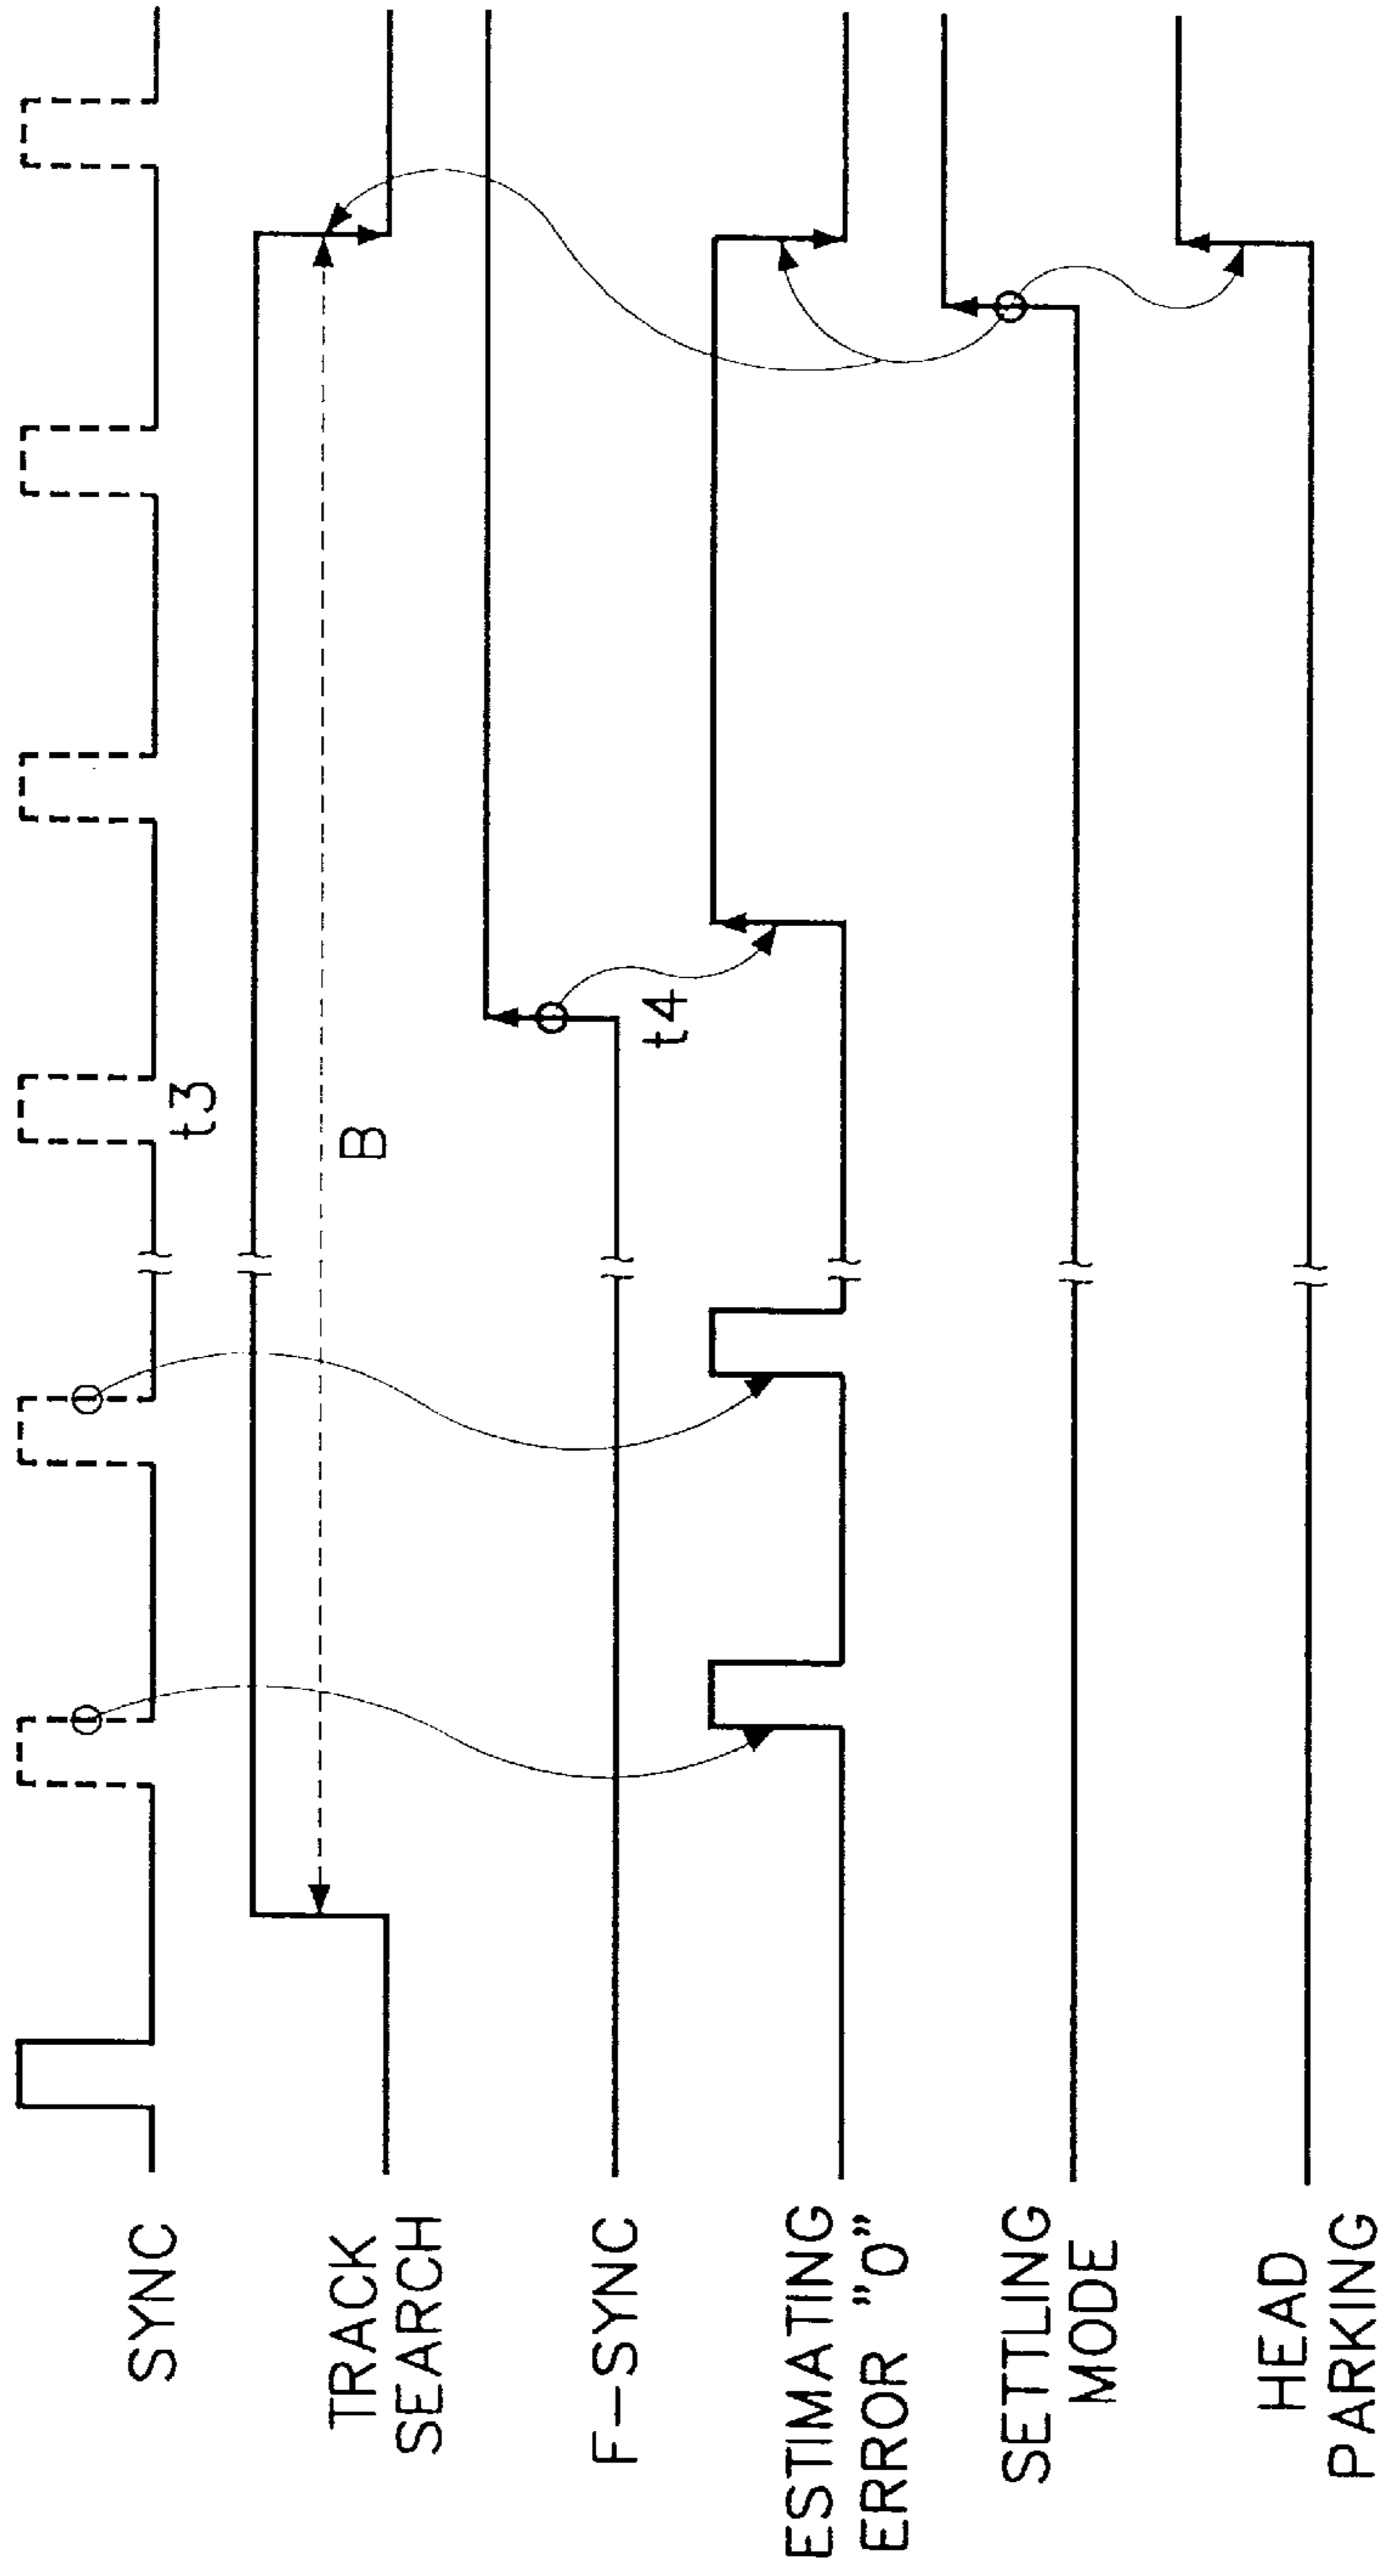 SYNC
t3
TRACK
SEARCH
B
F-SYNC
t4
ESTIMATING
ERROR "0"
SETTLING
MODE
HEAD
PARKING